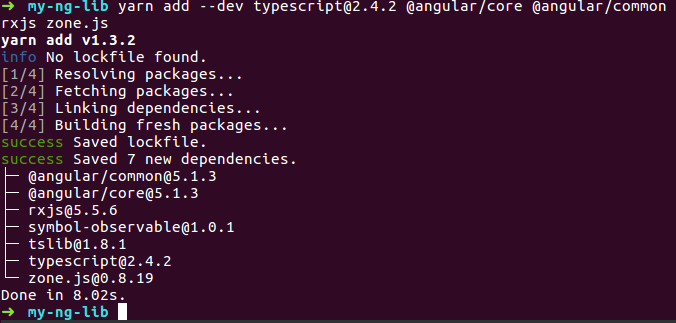 ➜ my-ng-lib yarn add --dev typescript@2.4.2 @angular/core @angular/common
rxjs zone.js
yarn add v1.3.2
info No lockfile found.
[1/4] Resolving packages...
[2/4] Fetching packages...
[3/4] Linking dependencies...
[4/4] Building fresh packages...
success Saved lockfile.
success Saved 7 new dependencies.
├─ @angular/common@5.1.3
├─ @angular/core@5.1.3
├─ rxjs@5.5.6
├─ symbol-observable@1.0.1
├─ tslib@1.8.1
├─ typescript@2.4.2
└─ zone.js@0.8.19
Done in 8.02s.
➜ my-ng-lib